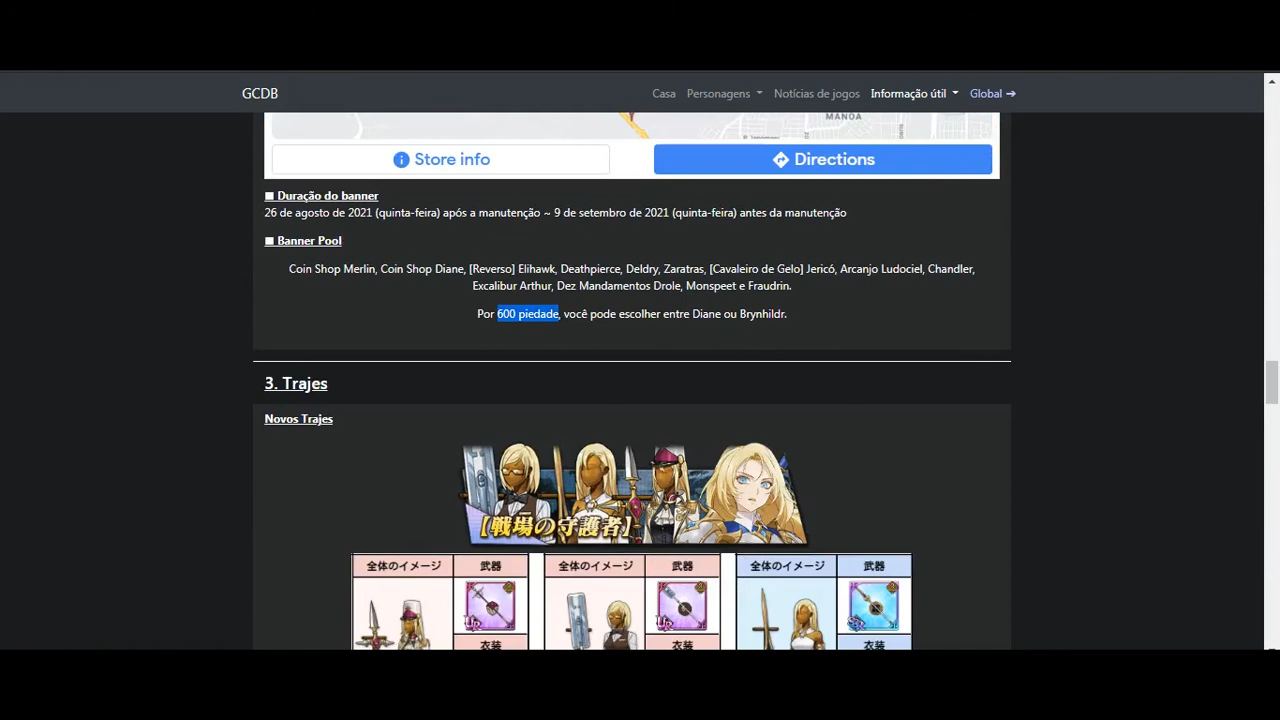 GCDB
Casa Personagens Notícias de jogos Informação útil Global ➔
MANOA
Store info Directions
■ Duração do banner
26 de agosto de 2021 (quinta-feira) após a manutenção ~ 9 de setembro de 2021 (quinta-feira) antes da manutenção
■ Banner Pool
Coin Shop Merlin, Coin Shop Diane, [Reverso] Elihawk, Deathpierce, Deldry, Zaratras, [Cavaleiro de Gelo] Jericó, Arcanjo Ludociel, Chandler,
Excalibur Arthur, Dez Mandamentos Drole, Monspeet e Fraudrin.
Por 600 piedade, você pode escolher entre Diane ou Brynhildr.
3. Trajes
Novos Trajes
【戦場の守護者】
全体のイメージ 武器 全体のイメージ 武器 全体のイメージ 武器
UR UR SR
衣装 衣装 衣装